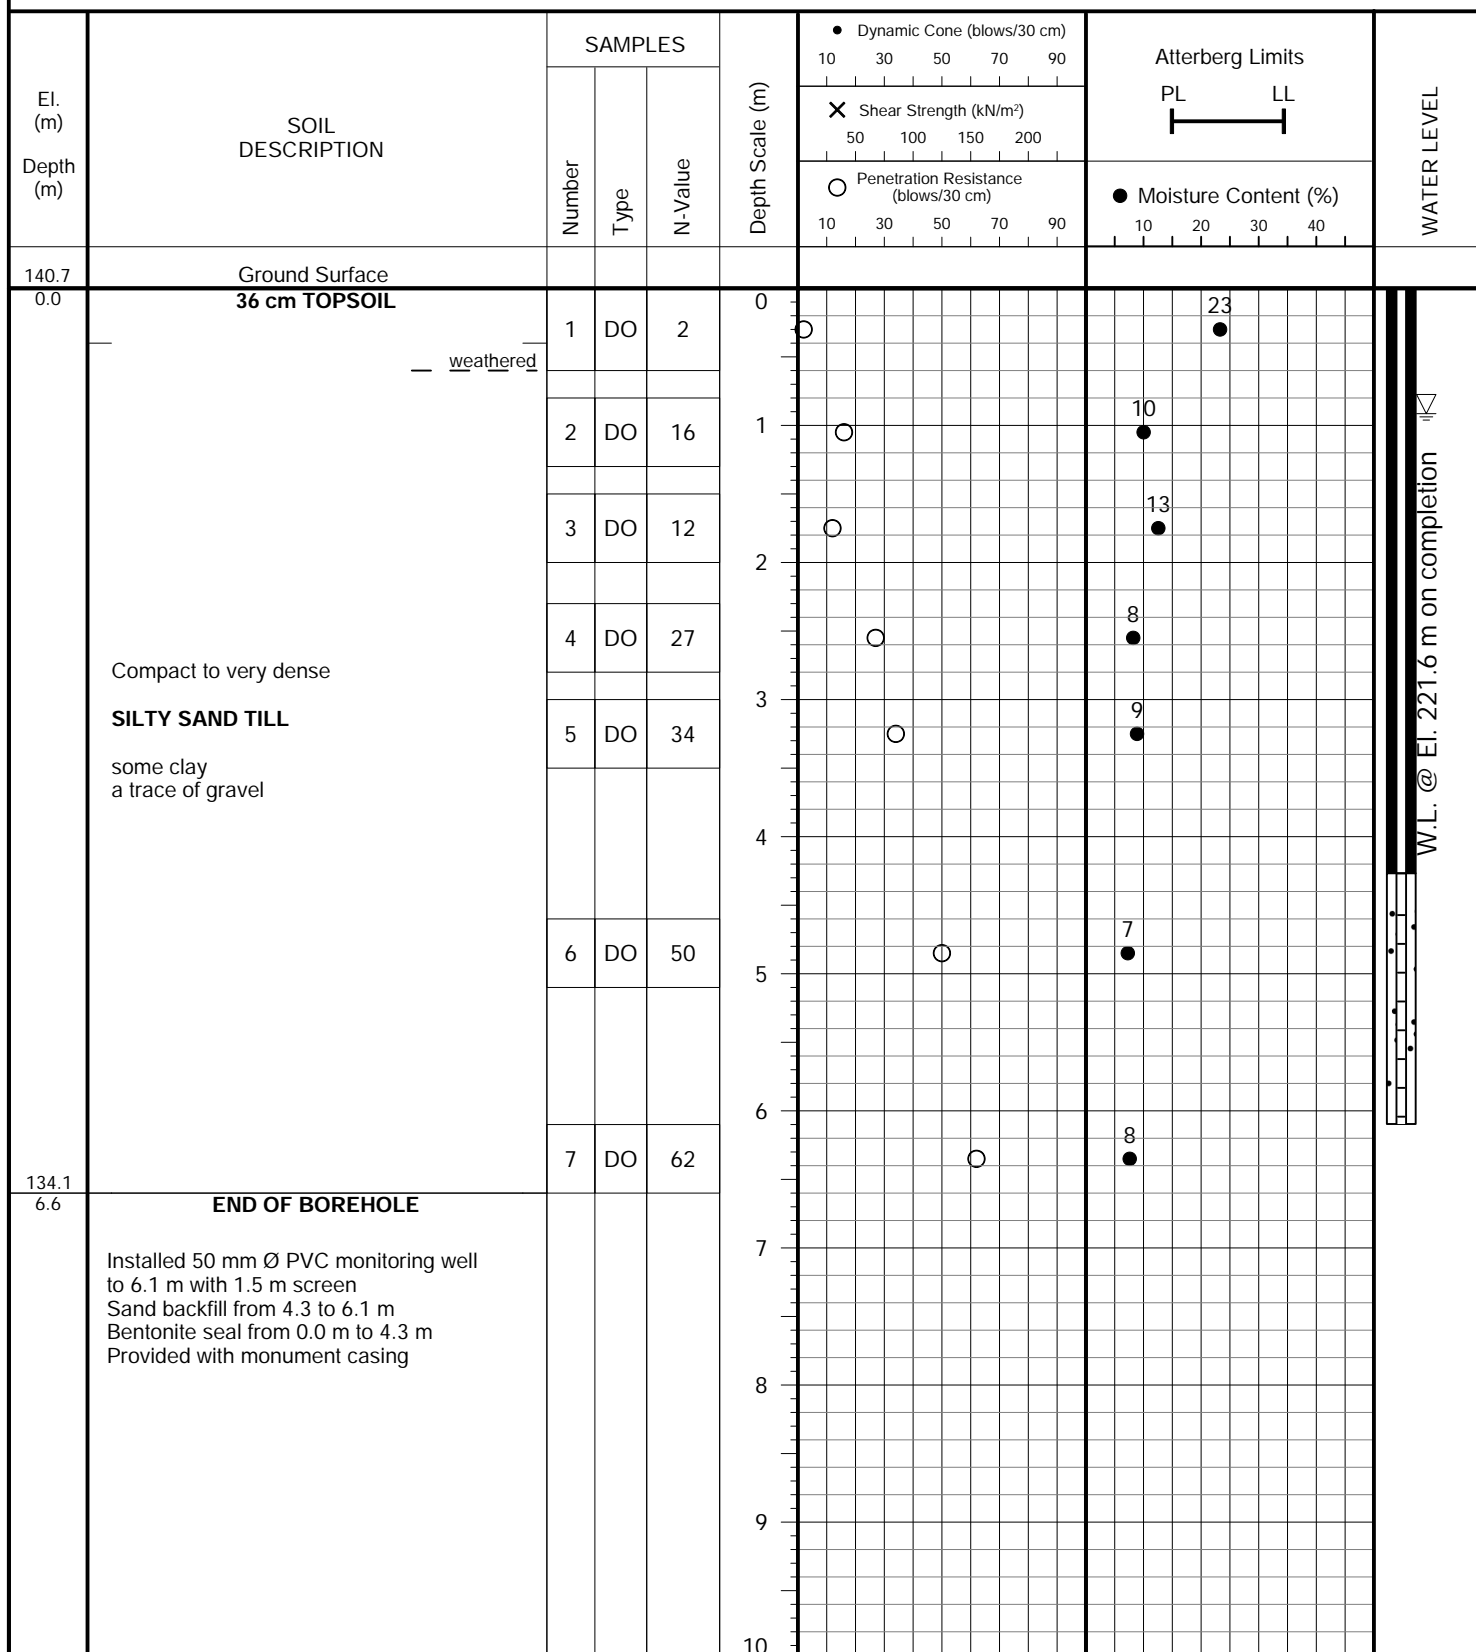 El.
(m)
Depth
(m)
SOIL
DESCRIPTION
SAMPLES
Number
Type
N-Value
Depth Scale (m)
Dynamic Cone (blows/30 cm)
10 30 50 70 90
Shear Strength (kN/m²)
50 100 150 200
Penetration Resistance
(blows/30 cm)
10 30 50 70 90
Atterberg Limits
PL LL
Moisture Content (%)
10 20 30 40
WATER LEVEL
140.7 Ground Surface
0.0 36 cm TOPSOIL 0
1 DO 2 23
weathered
2 DO 16 10
1
3 DO 12 13
2
4 DO 27 8
Compact to very dense
3
SILTY SAND TILL
5 DO 34 9
some clay
a trace of gravel
4
W.L. @ El. 221.6 m on completion
6 DO 50 7
5
6
7 DO 62 8
134.1
6.6 END OF BOREHOLE
7
Installed 50 mm Ø PVC monitoring well
to 6.1 m with 1.5 m screen
Sand backfill from 4.3 to 6.1 m
Bentonite seal from 0.0 m to 4.3 m
Provided with monument casing
8
9
10